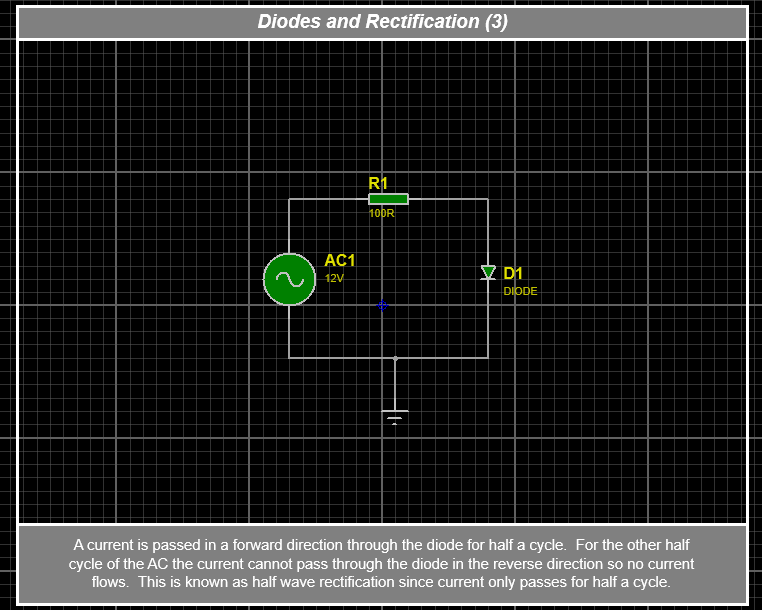 Diodes and Rectification (3)
R1
100R
AC1
12V
D1
DIODE
A current is passed in a forward direction through the diode for half a cycle.  For the other half
cycle of the AC the current cannot pass through the diode in the reverse direction so no current
flows.  This is known as half wave rectification since current only passes for half a cycle.